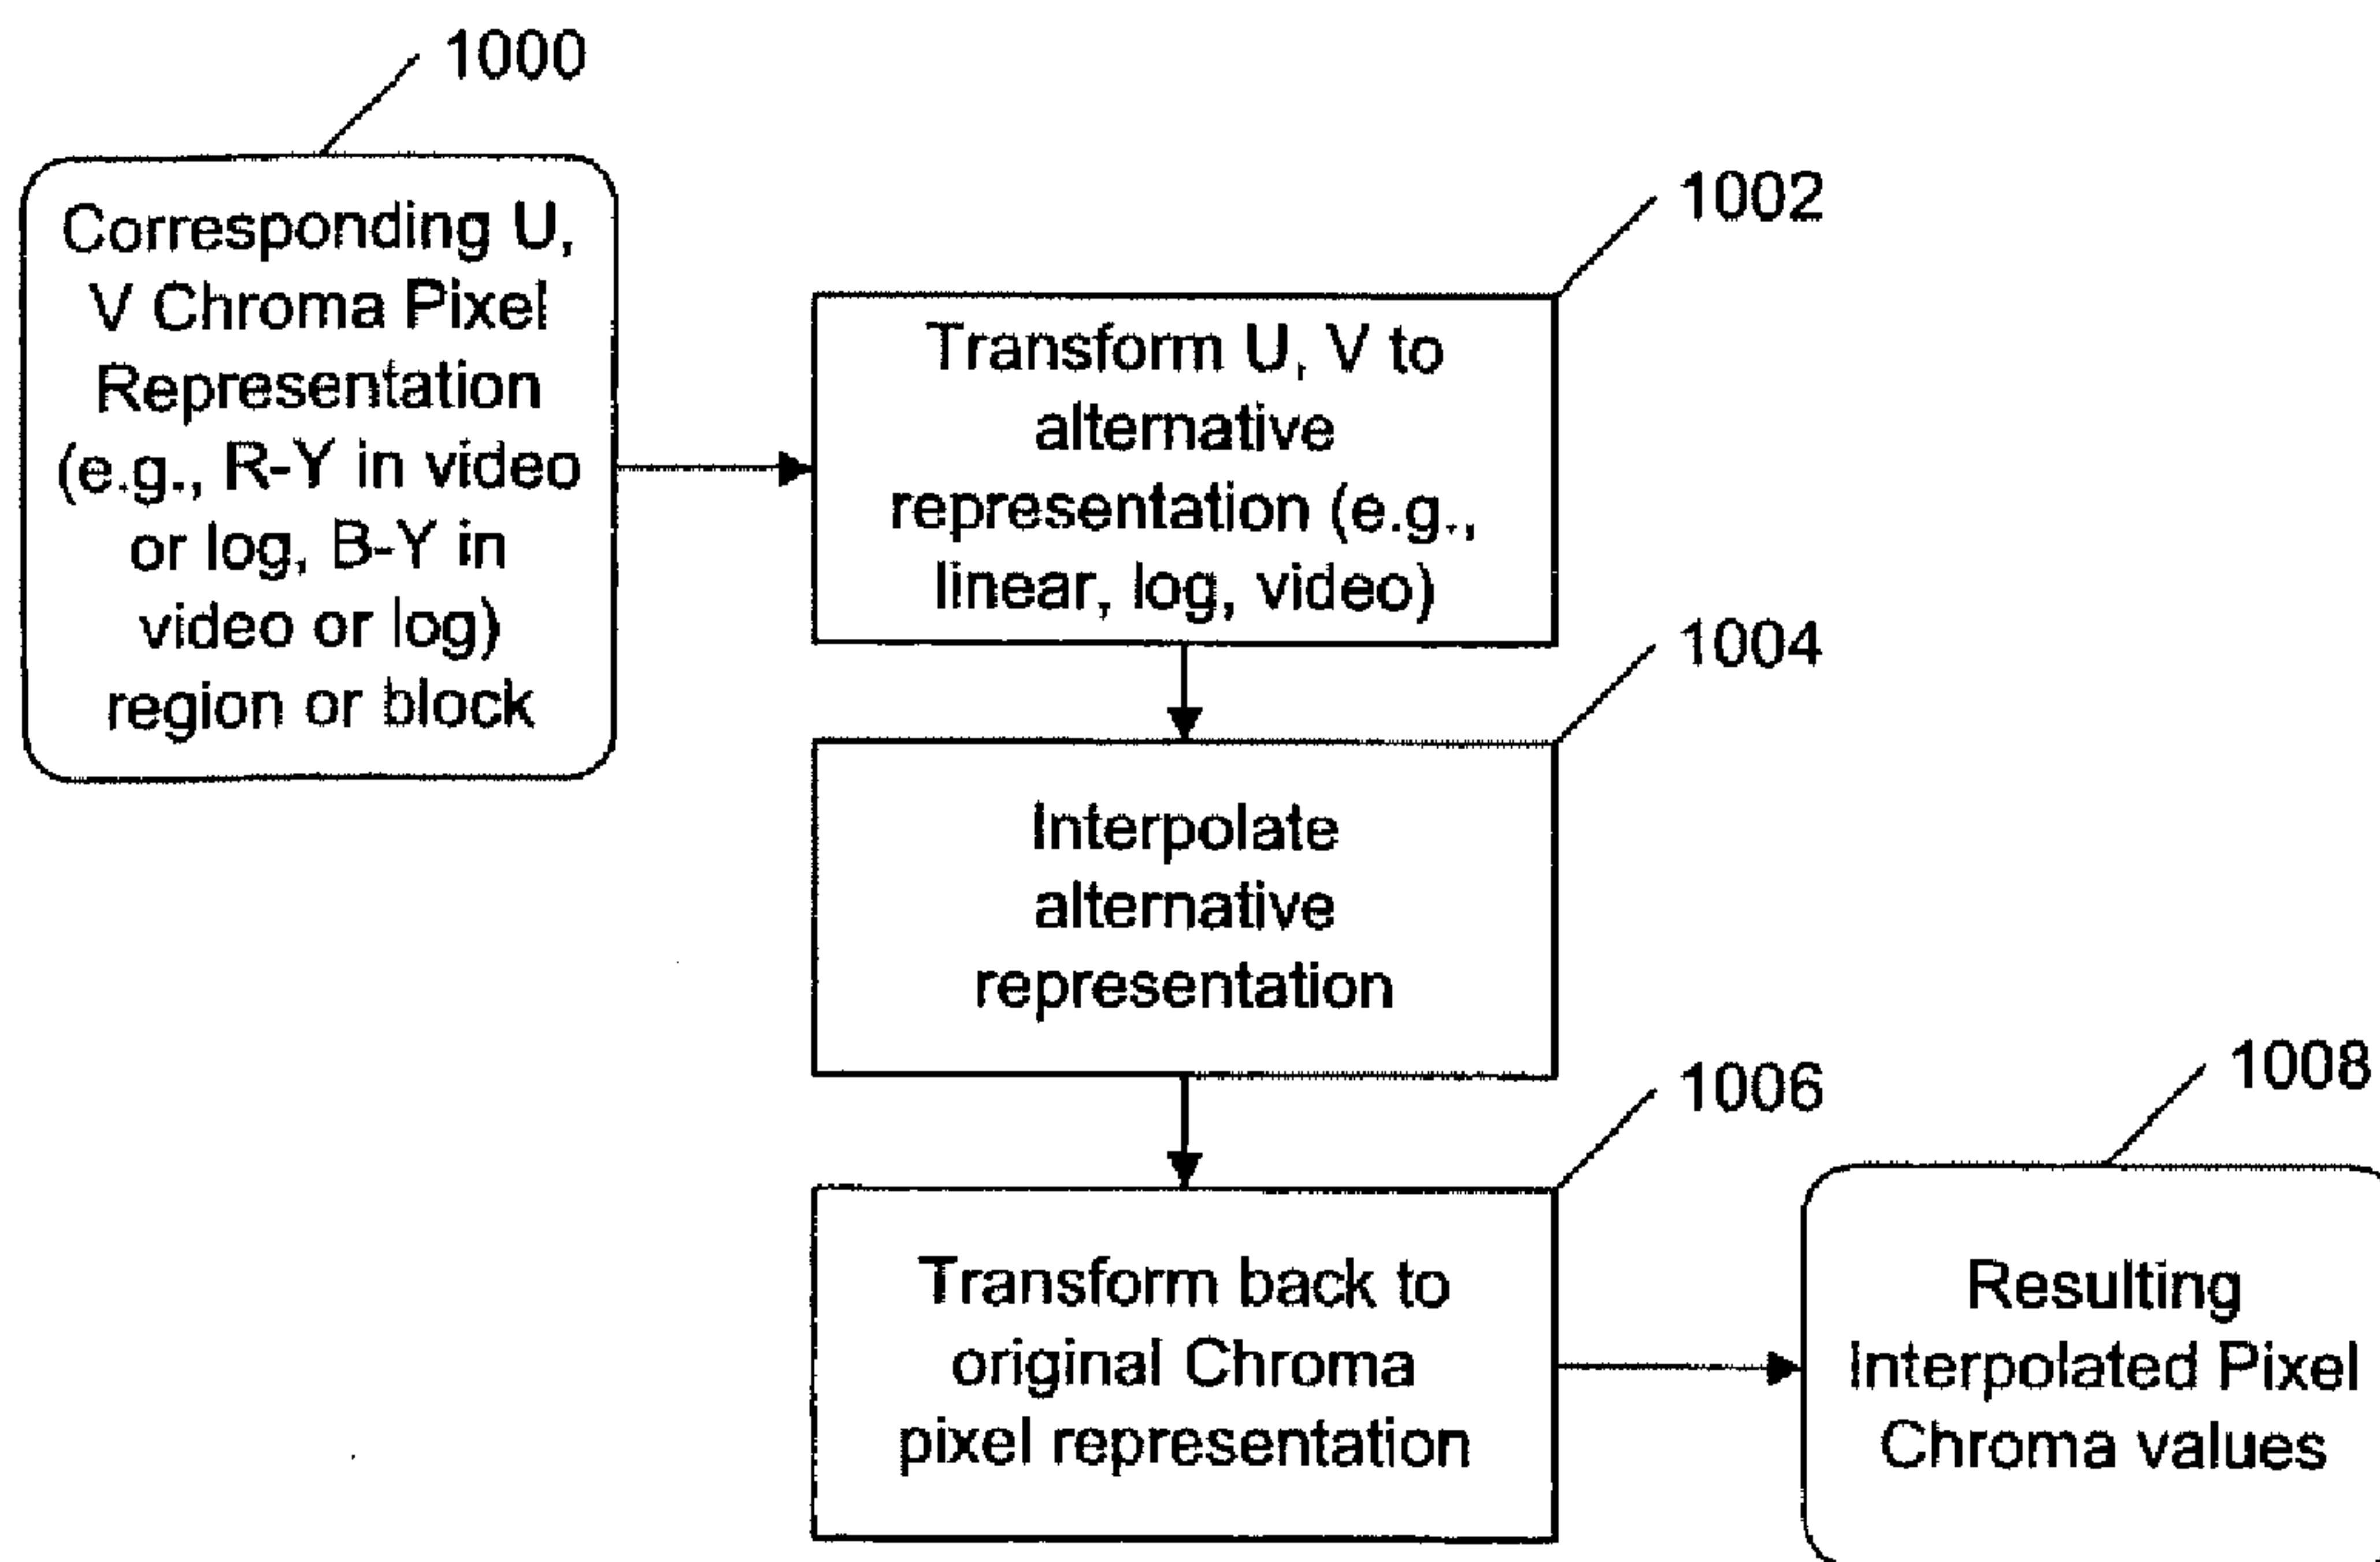 1000
Corresponding U,
V Chroma Pixel
Representation
(e.g., R-Y in video
or log, B-Y in
video or log)
region or block
1002
Transform U, V to
alternative
representation (e.g.,
linear, log, video)
1004
Interpolate
alternative
representation
1006
Transform back to
original Chroma
pixel representation
1008
Resulting
Interpolated Pixel
Chroma values